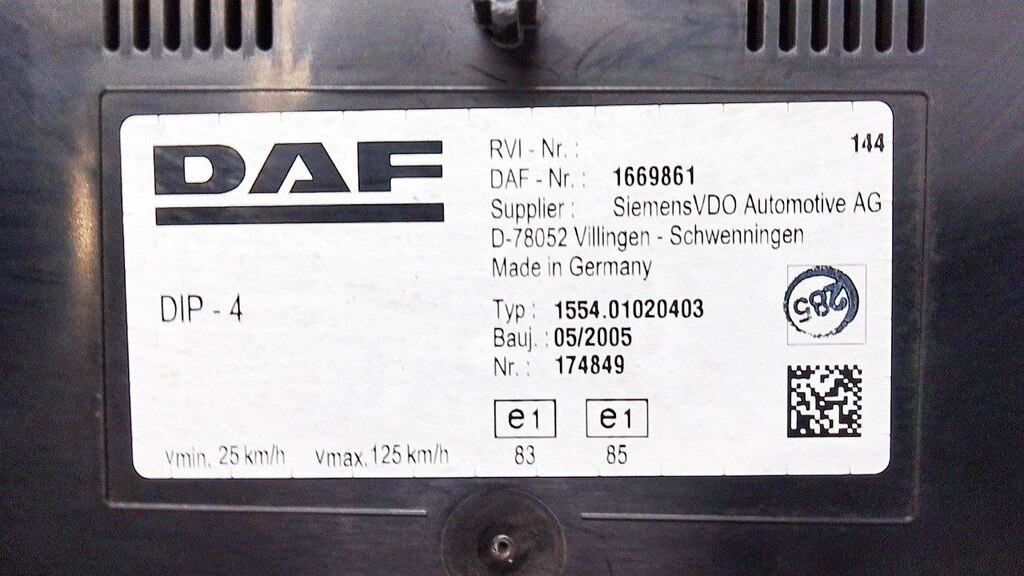 DAF
DIP - 4
vmin. 25 km/h vmax. 125 km/h
144
RVI - Nr. :
DAF - Nr. : 1669861
Supplier : SiemensVDO Automotive AG
D-78052 Villingen - Schwenningen
Made in Germany
Typ : 1554.01020403
Bauj. : 05/2005
Nr. : 174849
285
e1 e1
83 85